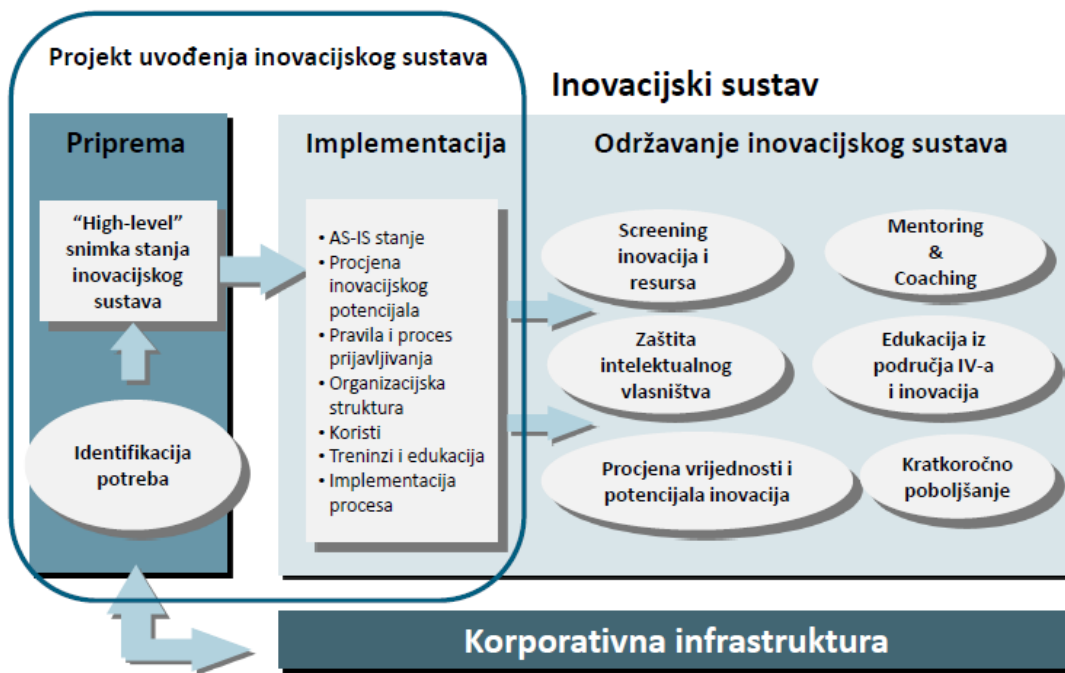 Projekt uvođenja inovacijskog sustava
Inovacijski sustav
Priprema
“High-level”
snimka stanja
inovacijskog
sustava
Identifikacija
potreba
Implementacija
• AS-IS stanje
• Procjena
inovacijskog
potencijala
• Pravila i proces
prijavljivanja
• Organizacijska
struktura
• Koristi
• Treninzi i edukacija
• Implementacija
procesa
Održavanje inovacijskog sustava
Screening
inovacija i
resursa
Mentoring
&
Coaching
Zaštita
intelektualnog
vlasništva
Edukacija iz
područja IV-a
i inovacija
Procjena vrijednosti i
potencijala inovacija
Kratkoročno
poboljšanje
Korporativna infrastruktura